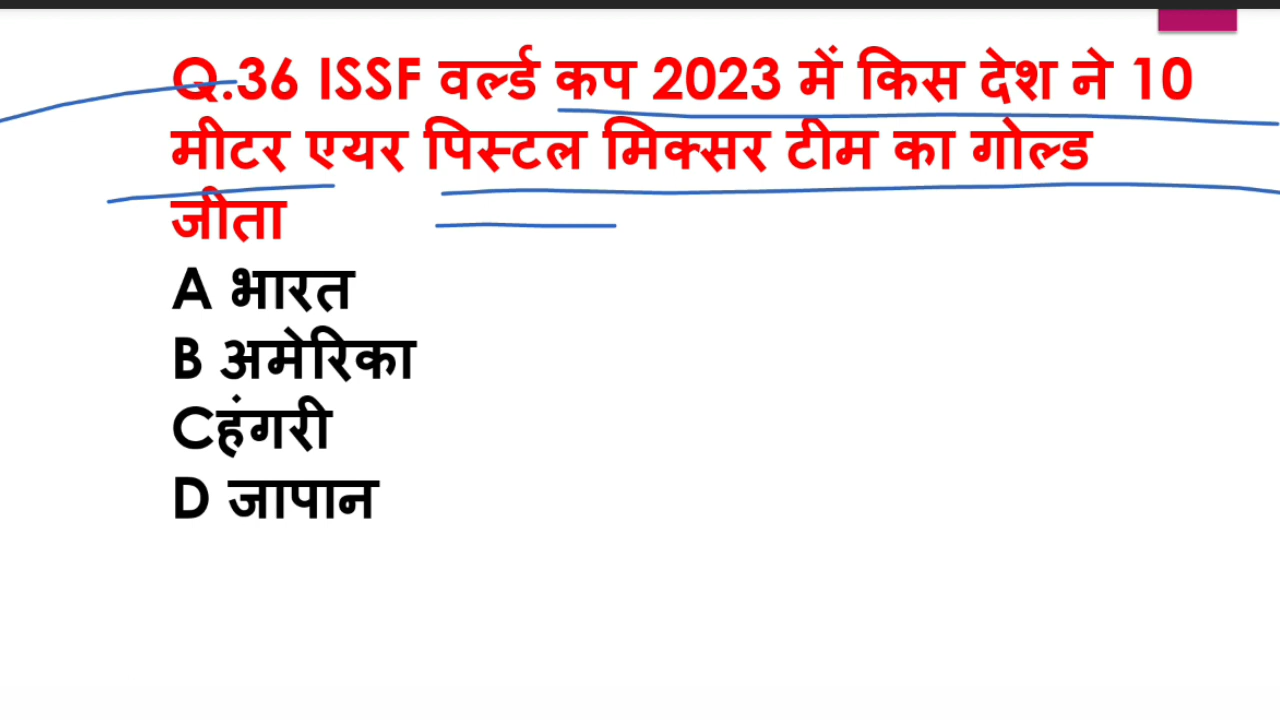 Q.36 ISSF वर्ल्ड कप 2023 में किस देश ने 10
मीटर एयर पिस्टल मिक्सर टीम का गोल्ड
जीता
A भारत
B अमेरिका
Cहंगरी
D जापान